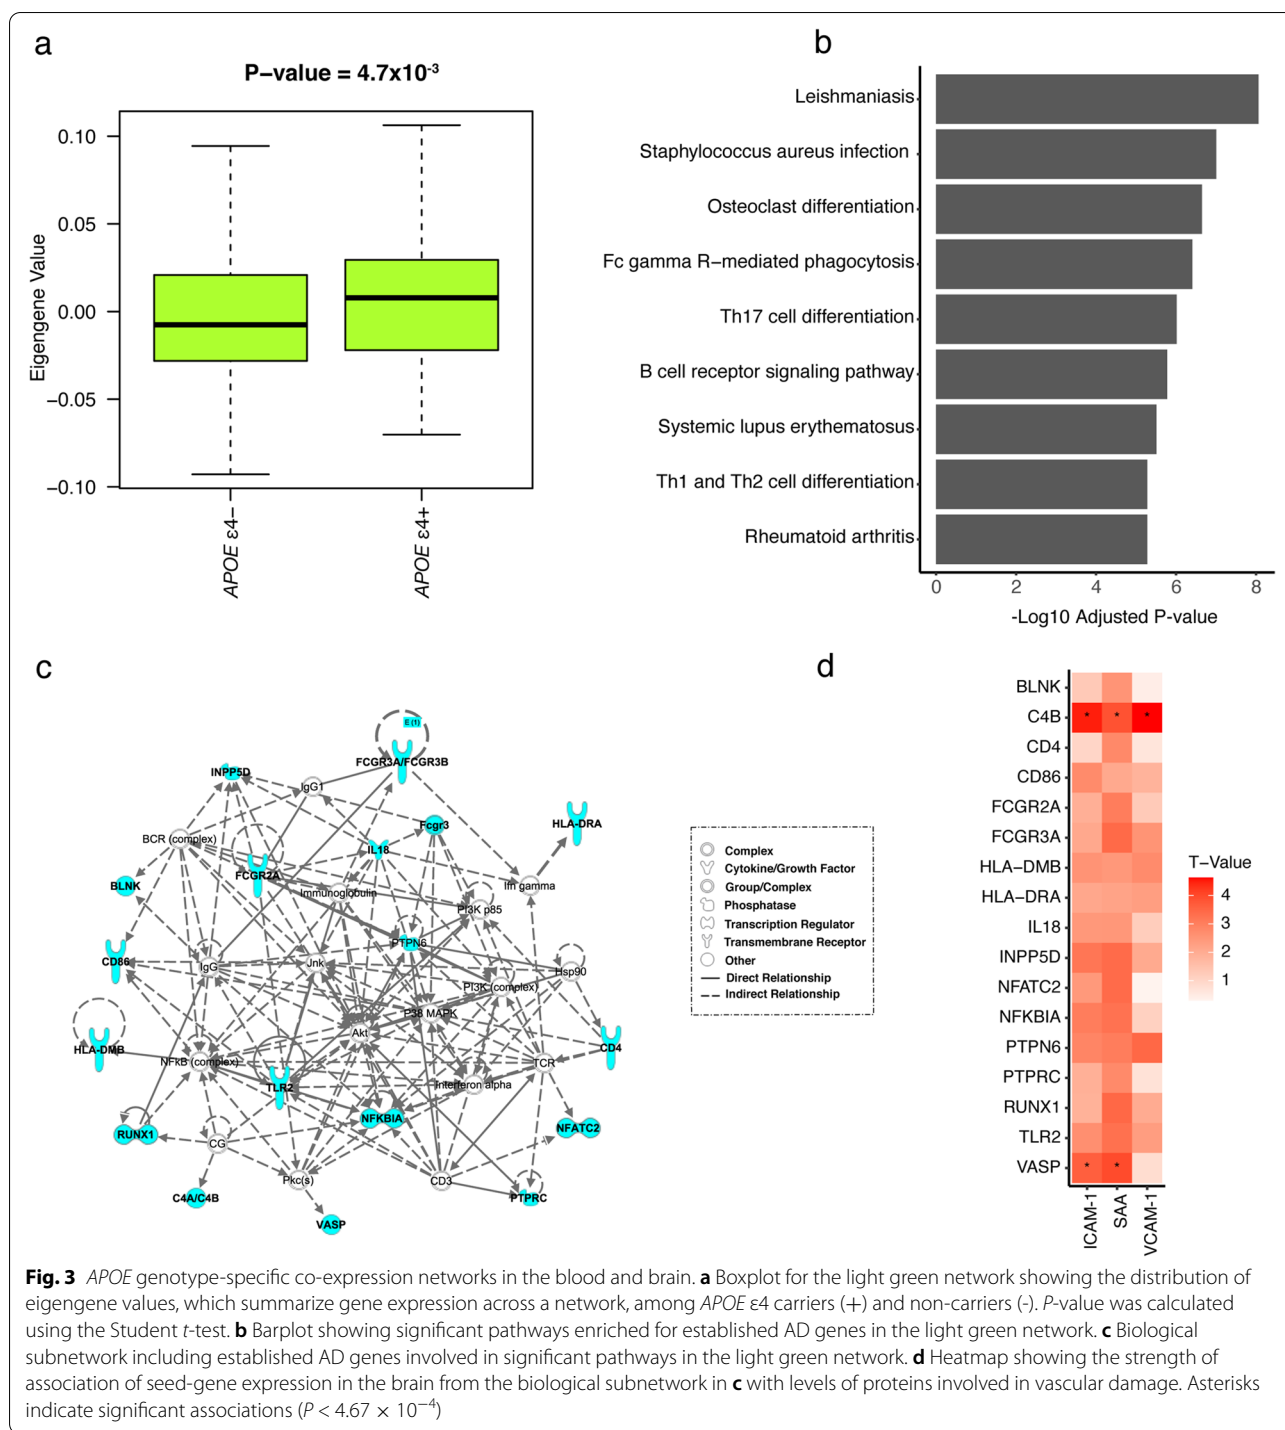 a
P-value = 4.7x10-3
Eigengene Value
0.10
0.05
0.00
-0.05
-0.10
APOE ε4-
APOE ε4+
b
Leishmaniasis
Staphylococcus aureus infection
Osteoclast differentiation
Fc gamma R-mediated phagocytosis
Th17 cell differentiation
B cell receptor signaling pathway
Systemic lupus erythematosus
Th1 and Th2 cell differentiation
Rheumatoid arthritis
0 2 4 6 8
-Log10 Adjusted P-value
c
E (1)
FCGR3A/FCGR3B
INPP5D
IgG1
Fcgr3
HLA-DRA
BCR (complex)
IL18
FCGR2A
BLNK
Immunoglobulin
Ifn gamma
PI3K p85
PTPN6
CD86
IgG
Jnk
Hsp90
PI3K (complex)
P38 MAPK
Akt
HLA-DMB
NFkB (complex)
CD4
TCR
TLR2
Interferon alpha
NFKBIA
NFATC2
RUNX1
CG
Pkc(s)
CD3
C4A/C4B
PTPRC
VASP
Complex
Cytokine/Growth Factor
Group/Complex
Phosphatase
Transcription Regulator
Transmembrane Receptor
Other
Direct Relationship
Indirect Relationship
d
BLNK
C4B * * *
CD4
CD86
FCGR2A
FCGR3A
HLA-DMB
HLA-DRA
IL18
INPP5D
NFATC2
NFKBIA
PTPN6
PTPRC
RUNX1
TLR2
VASP * *
ICAM-1
SAA
VCAM-1
T-Value
4
3
2
1
Fig. 3 APOE genotype-specific co-expression networks in the blood and brain. a Boxplot for the light green network showing the distribution of
eigengene values, which summarize gene expression across a network, among APOE ε4 carriers (+) and non-carriers (-). P-value was calculated
using the Student t-test. b Barplot showing significant pathways enriched for established AD genes in the light green network. c Biological
subnetwork including established AD genes involved in significant pathways in the light green network. d Heatmap showing the strength of
association of seed-gene expression in the brain from the biological subnetwork in c with levels of proteins involved in vascular damage. Asterisks
indicate significant associations (P < 4.67 × 10−4)